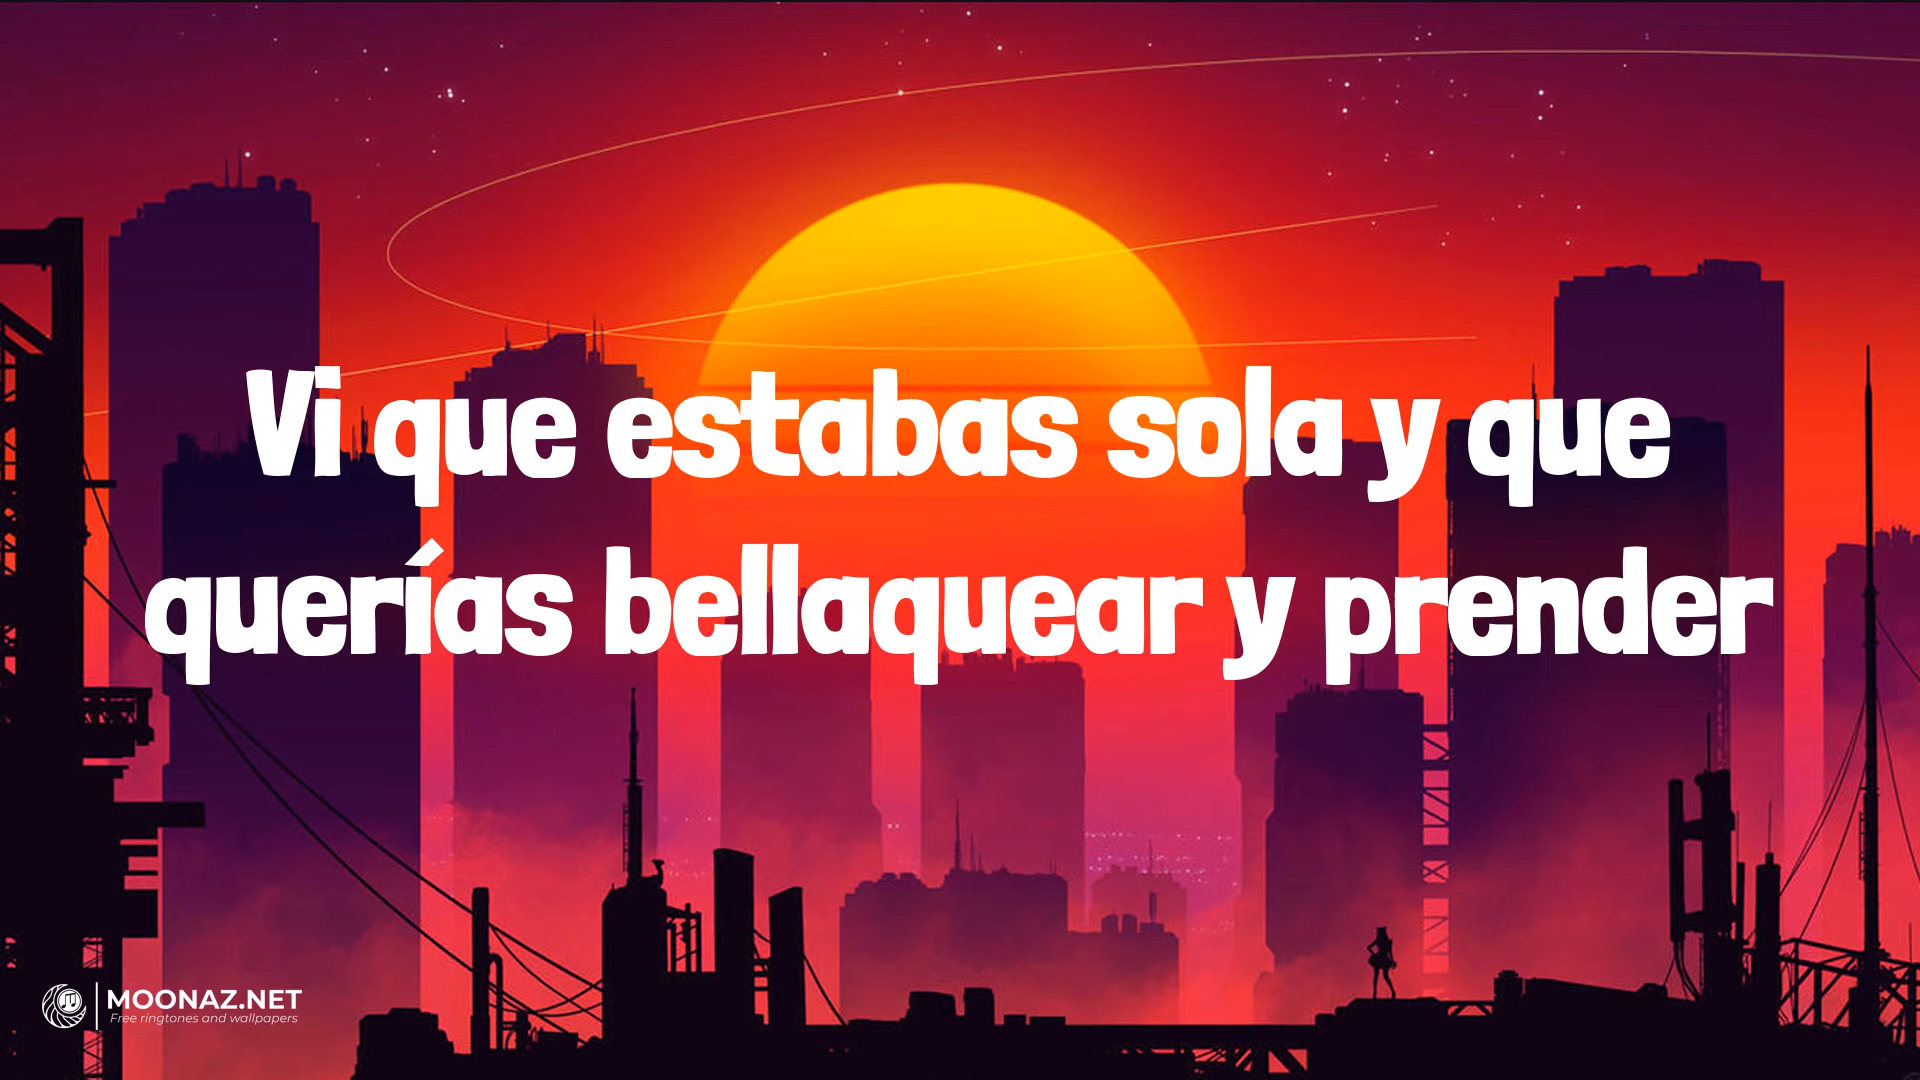 Vi que estabas sola y que
querías bellaquear y prender
MOONAZ.NET
Free ringtones and wallpapers